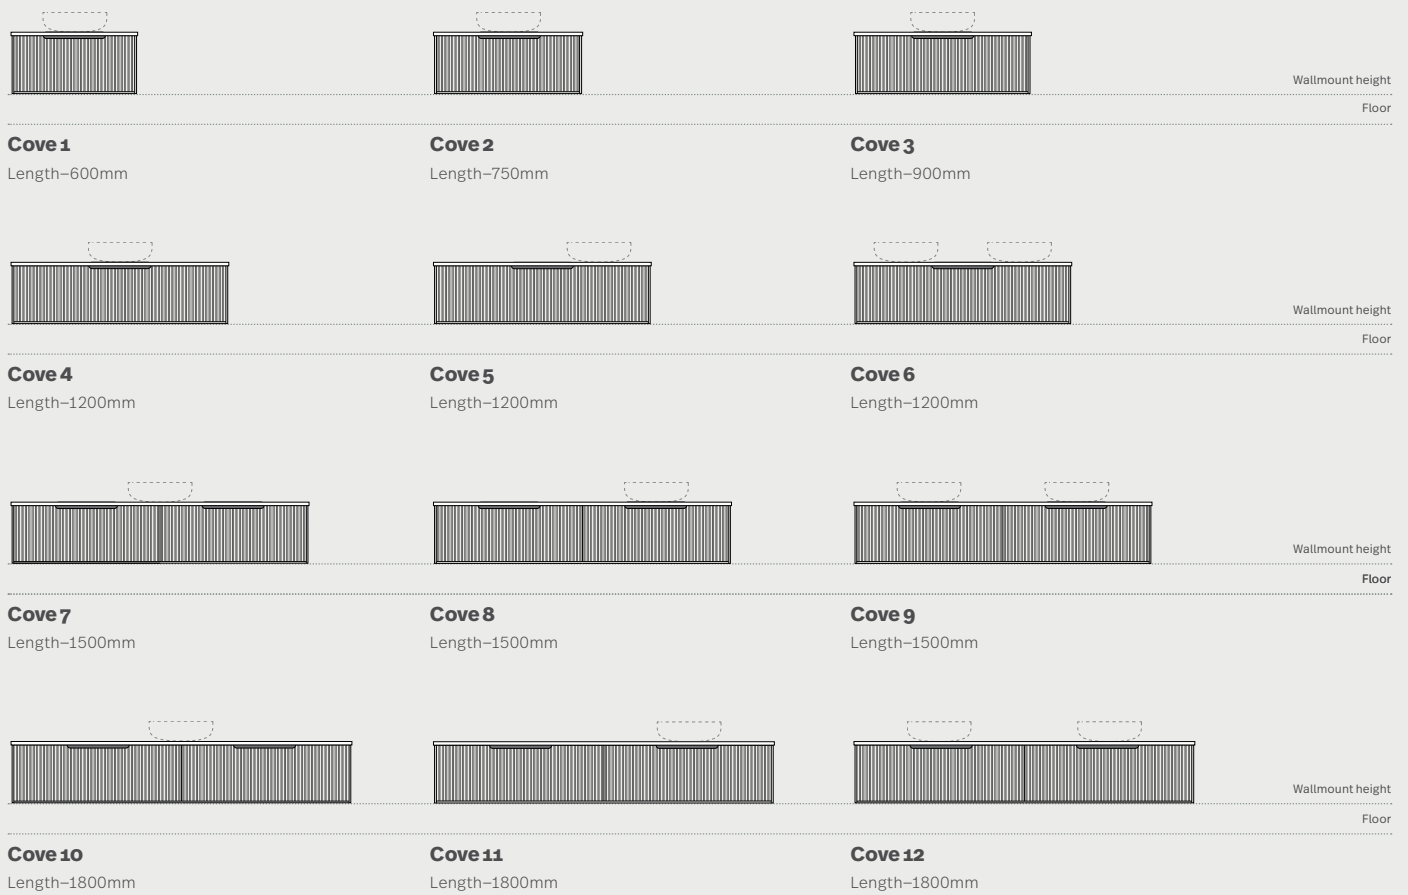 Wallmount height
Floor
Cove 1
Cove 2
Cove 3
Length–600mm
Length–750mm
Length–900mm
Wallmount height
Floor
Cove 4
Cove 5
Cove 6
Length–1200mm
Length–1200mm
Length–1200mm
Wallmount height
Floor
Cove 7
Cove 8
Cove 9
Length–1500mm
Length–1500mm
Length–1500mm
Wallmount height
Floor
Cove 10
Cove 11
Cove 12
Length–1800mm
Length–1800mm
Length–1800mm